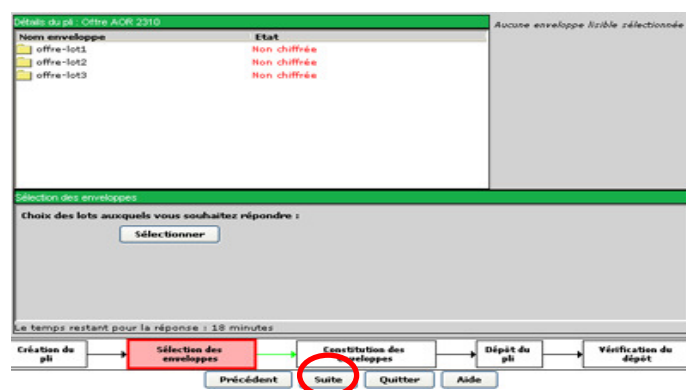 Détails du pli : Offre AOR 2310
Aucune enveloppe lisible sélectionnée
Nom enveloppe Etat
offre-lot1 Non chiffrée
offre-lot2 Non chiffrée
offre-lot3 Non chiffrée
Sélection des enveloppes
Choix des lots auxquels vous souhaitez répondre :
Sélectionner
Le temps restant pour la réponse : 18 minutes
Création du pli
Sélection des enveloppes
Constitution des enveloppes
Dépôt du pli
Vérification du dépôt
Précédent Suite Quitter Aide